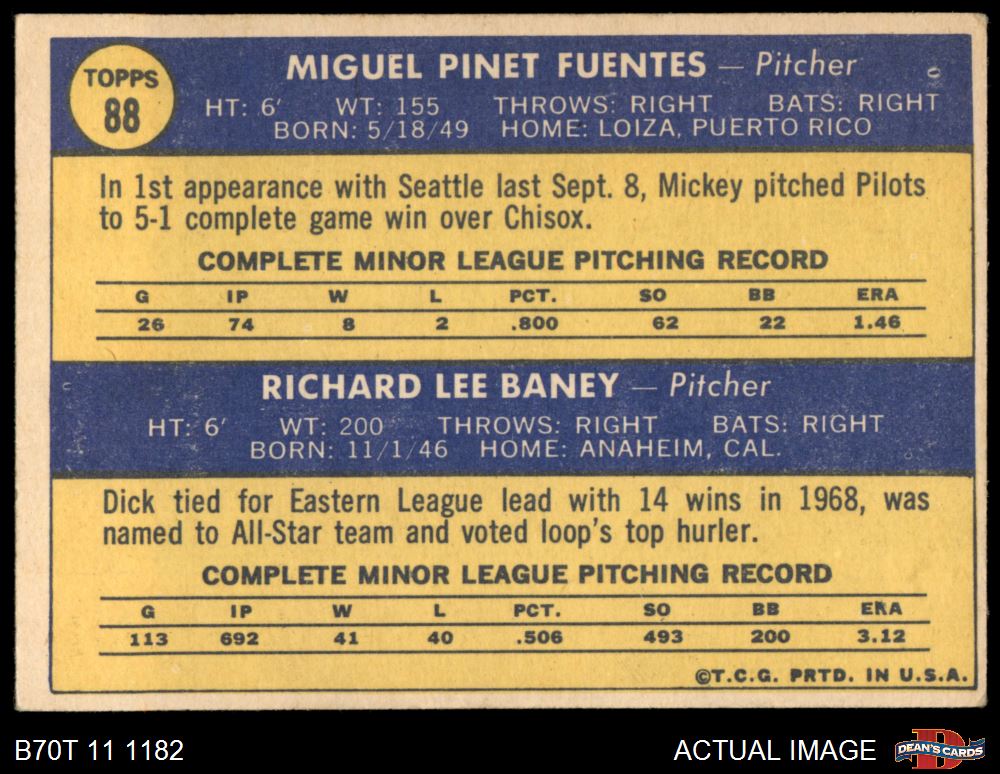 TOPPS
88
MIGUEL PINET FUENTES — Pitcher
HT: 6' WT: 155 THROWS: RIGHT BATS: RIGHT
BORN: 5/18/49 HOME: LOIZA, PUERTO RICO
In 1st appearance with Seattle last Sept. 8, Mickey pitched Pilots
to 5-1 complete game win over Chisox.
COMPLETE MINOR LEAGUE PITCHING RECORD
G IP W L PCT. SO BB ERA
26 74 8 2 .800 62 22 1.46
RICHARD LEE BANEY — Pitcher
HT: 6' WT: 200 THROWS: RIGHT BATS: RIGHT
BORN: 11/1/46 HOME: ANAHEIM, CAL.
Dick tied for Eastern League lead with 14 wins in 1968, was
named to All-Star team and voted loop's top hurler.
COMPLETE MINOR LEAGUE PITCHING RECORD
G IP W L PCT. SO BB ERA
113 692 41 40 .506 493 200 3.12
©T.C.G. PRTD. IN U.S.A.
B70T 11 1182 ACTUAL IMAGE DEAN'S CARDS